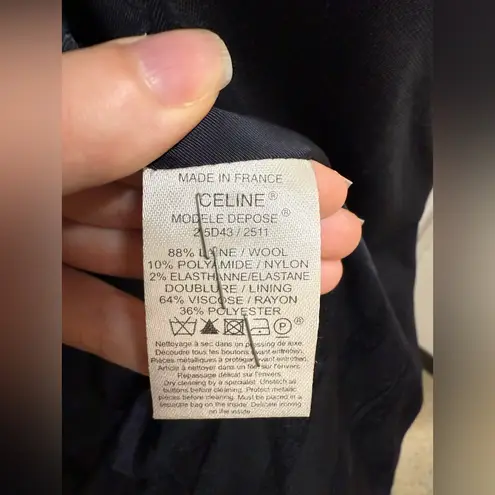 MADE IN FRANCE
CELINE®
MODELE DEPOSE®
2.5D43 / 2511
88% LAINE / WOOL
10% POLYAMIDE / NYLON
2% ELASTHANNE/ELASTANE
DOUBLURE / LINING
64% VISCOSE / RAYON
36% POLYESTER
P ®
Nettoyage à sec dans un pressing de luxe.
Découdre tous les boutons avant entretien.
Pièces métalliques à protéger avant entretien.
Article à nettoyer dans un filet sur l'envers.
Repassage délicat sur l'envers.
Dry cleaning by a specialist. Unstitch all
buttons before cleaning. Protect metallic
pieces before cleaning. Must be placed in a
separate bag on the inside. Delicate ironing
on the inside.